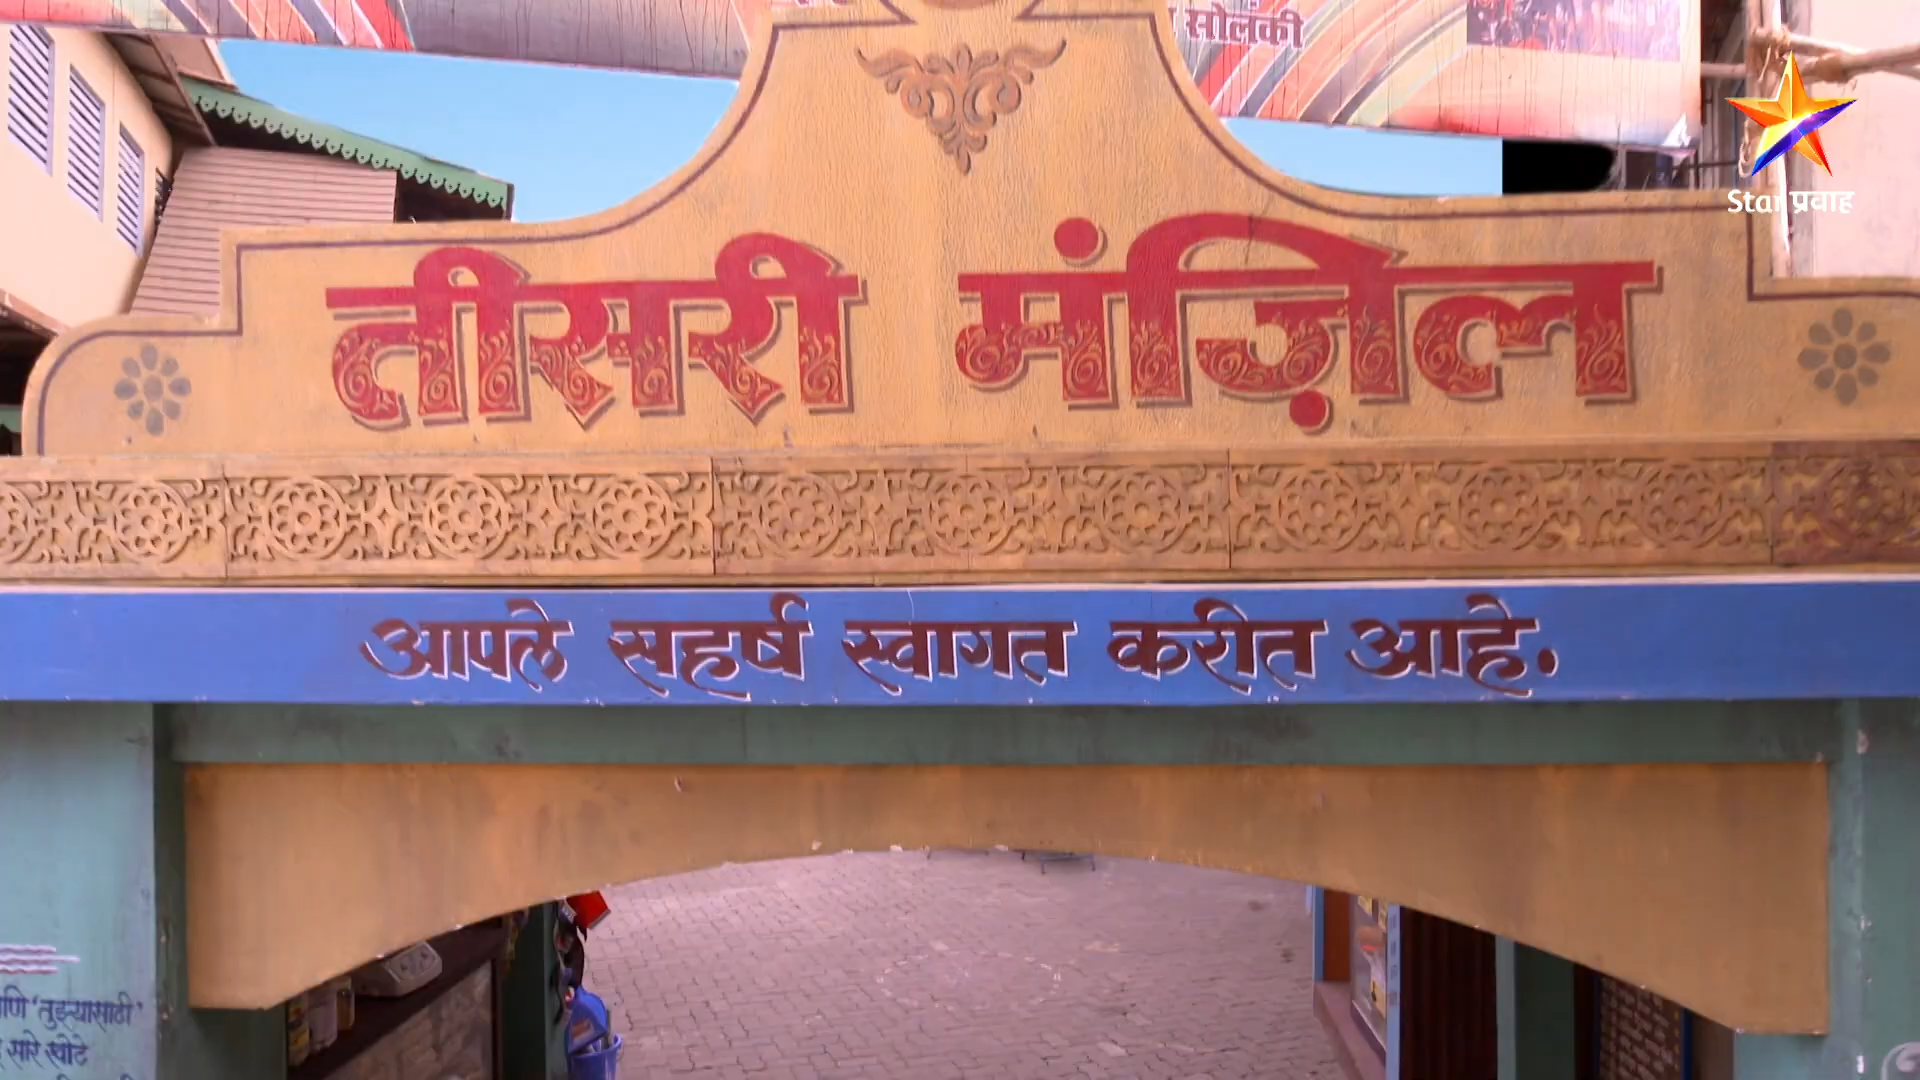 सोलंकी
Star प्रवाह
तीसरी मंज़िल
आपले सहर्ष स्वागत करीत आहे.
'तुझ्यासाठी'
सारे खोटे